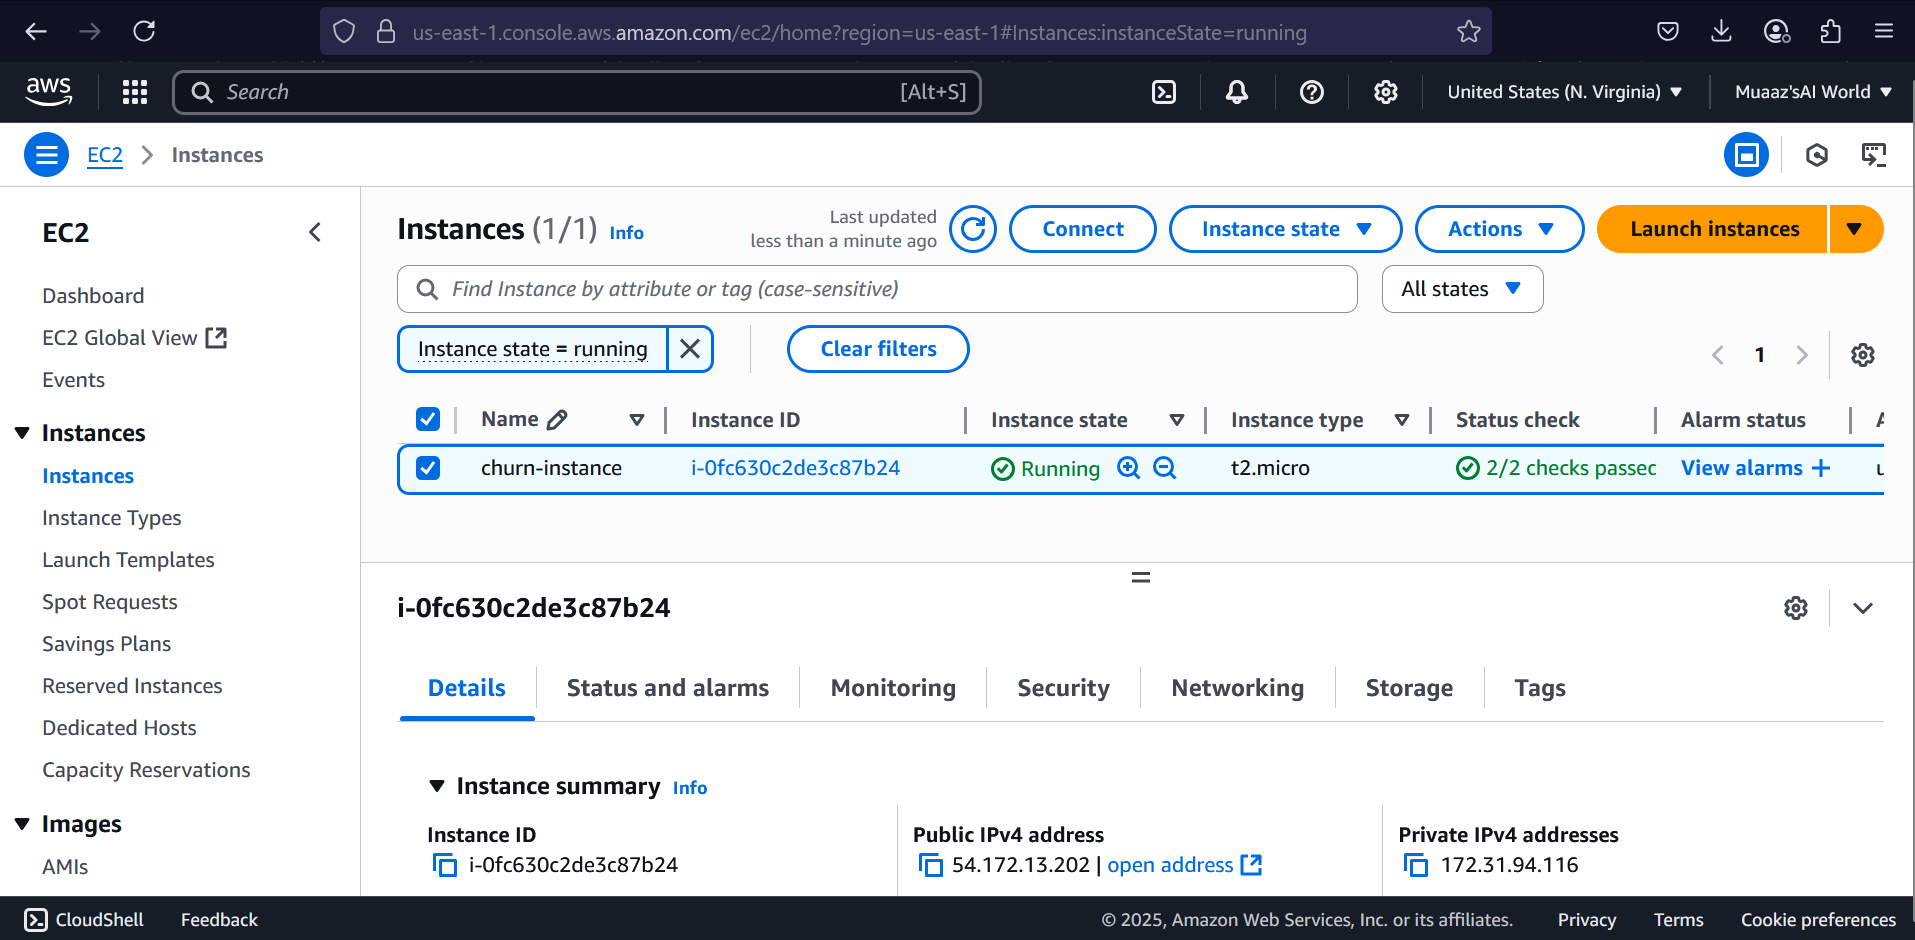 us-east-1.console.aws.amazon.com/ec2/home?region=us-east-1#Instances:instanceState=running
aws
Search
[Alt+S]
United States (N. Virginia)
Muaaz'sAI World
EC2
Instances
EC2
Dashboard
EC2 Global View
Events
Instances
Instances
Instance Types
Launch Templates
Spot Requests
Savings Plans
Reserved Instances
Dedicated Hosts
Capacity Reservations
Images
AMIs
Instances (1/1) Info
Last updated
less than a minute ago
Connect
Instance state
Actions
Launch instances
Find Instance by attribute or tag (case-sensitive)
All states
Instance state = running
Clear filters
1
Name Instance ID Instance state Instance type Status check Alarm status
churn-instance i-0fc630c2de3c87b24 Running t2.micro 2/2 checks passec View alarms
i-0fc630c2de3c87b24
Details Status and alarms Monitoring Security Networking Storage Tags
Instance summary Info
Instance ID
i-0fc630c2de3c87b24
Public IPv4 address
54.172.13.202 | open address
Private IPv4 addresses
172.31.94.116
CloudShell Feedback
© 2025, Amazon Web Services, Inc. or its affiliates. Privacy Terms Cookie preferences